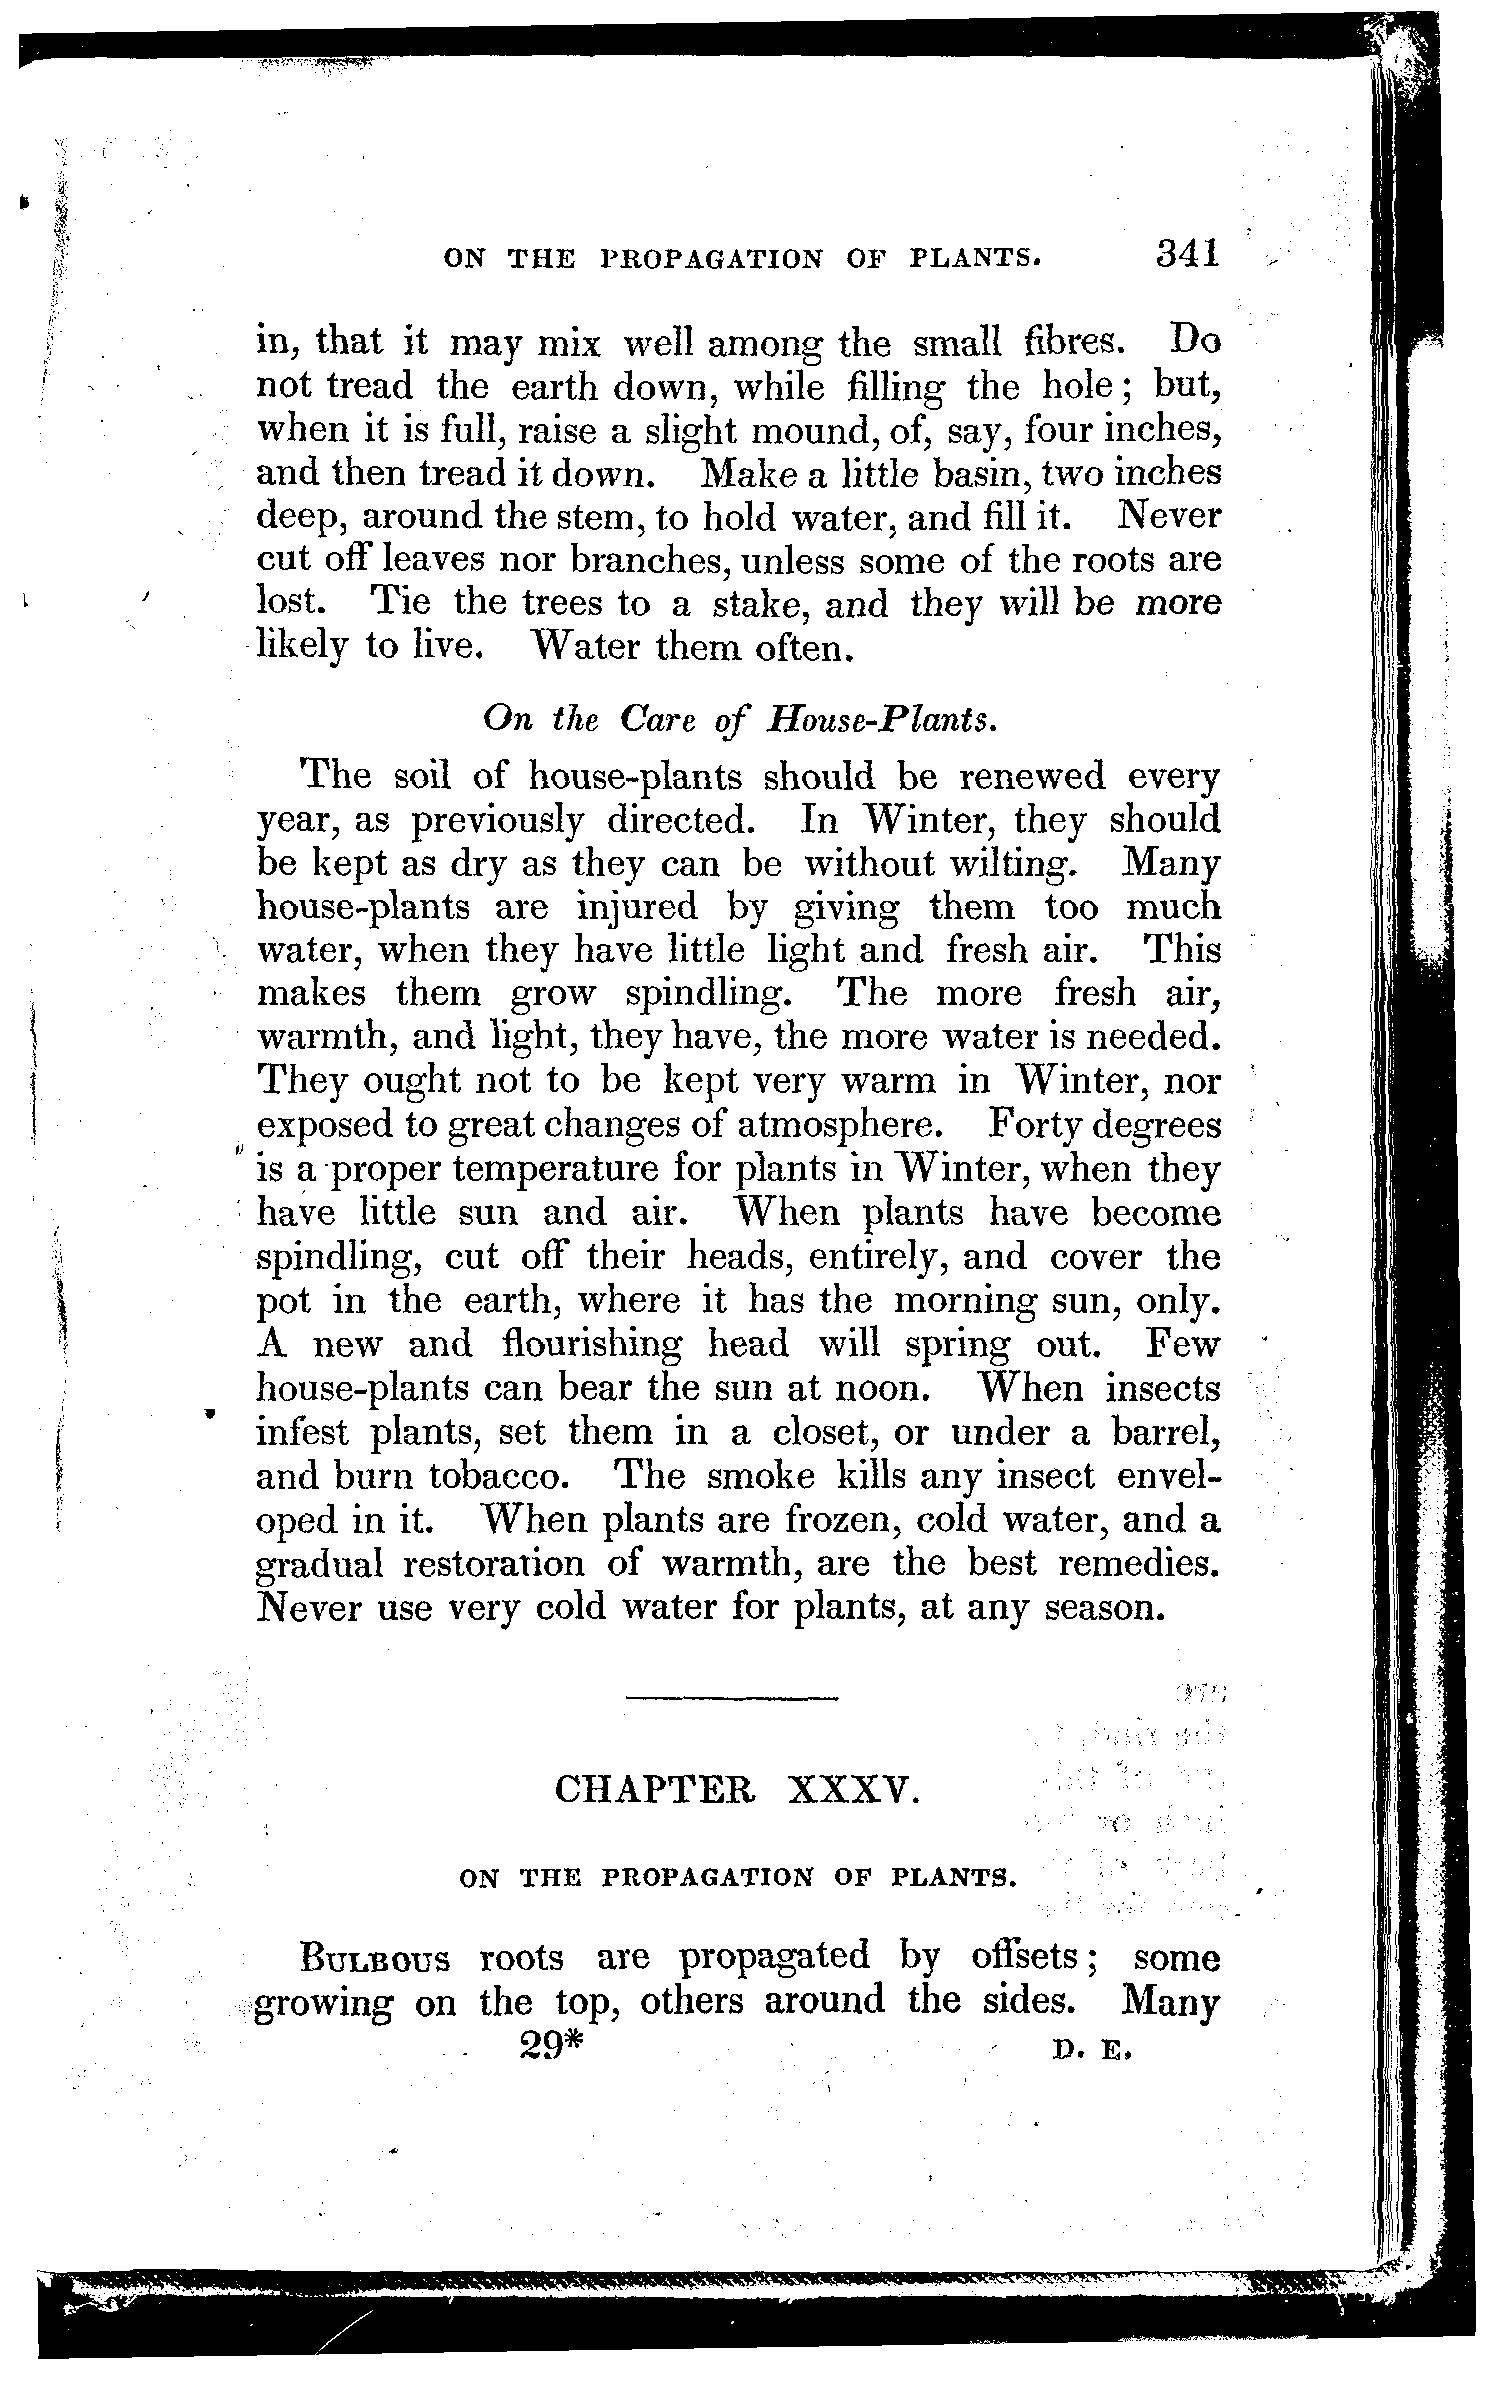 ON THE PROPAGATION OF PLANTS. 341
in, that it may mix well among the small fibres. Do
not tread the earth down, while filling the hole; but,
when it is full, raise a slight mound, of, say, four inches,
and then tread it down. Make a little basin, two inches
deep, around the stem, to hold water, and fill it. Never
cut off leaves nor branches, unless some of the roots are
lost. Tie the trees to a stake, and they will be more
likely to live. Water them often.
On the Care of House-Plants.
The soil of house-plants should be renewed every
year, as previously directed. In Winter, they should
be kept as dry as they can be without wilting. Many
house-plants are injured by giving them too much
water, when they have little light and fresh air. This
makes them grow spindling. The more fresh air,
warmth, and light, they have, the more water is needed.
They ought not to be kept very warm in Winter, nor
exposed to great changes of atmosphere. Forty degrees
is a proper temperature for plants in Winter, when they
have little sun and air. When plants have become
spindling, cut off their heads, entirely, and cover the
pot in the earth, where it has the morning sun, only.
A new and flourishing head will spring out. Few
house-plants can bear the sun at noon. When insects
infest plants, set them in a closet, or under a barrel,
and burn tobacco. The smoke kills any insect envel-
oped in it. When plants are frozen, cold water, and a
gradual restoration of warmth, are the best remedies.
Never use very cold water for plants, at any season.
CHAPTER XXXV.
ON THE PROPAGATION OF PLANTS.
BULBOUS roots are propagated by offsets; some
growing on the top, others around the sides. Many
29* D. E.